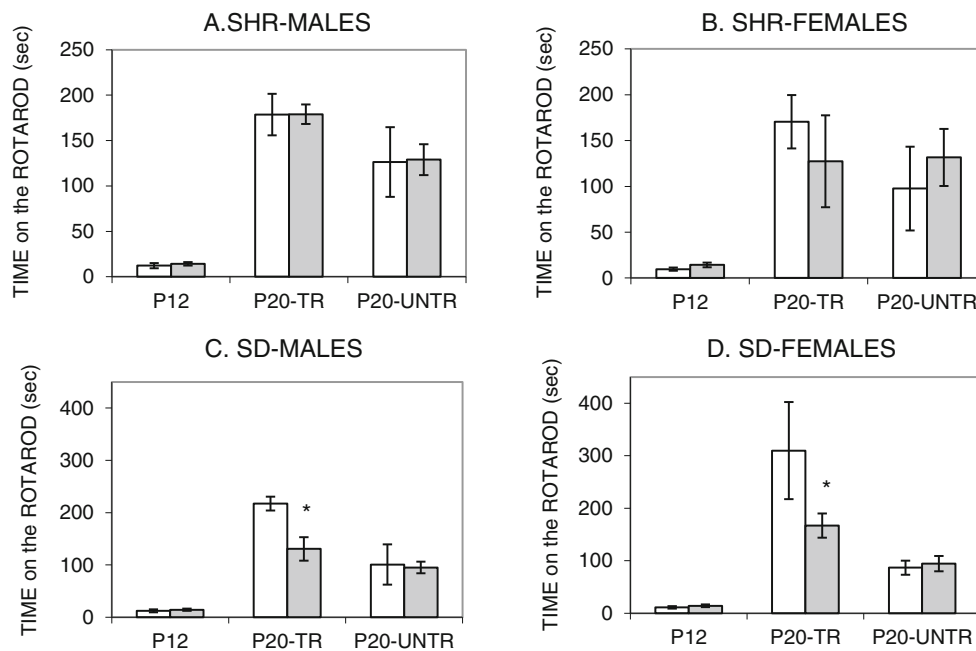 A.SHR-MALES
TIME on the ROTAROD (sec)
250
200
150
100
50
0
P12 P20-TR P20-UNTR
B. SHR-FEMALES
TIME on the ROTAROD (sec)
250
200
150
100
50
0
P12 P20-TR P20-UNTR
C. SD-MALES
TIME on the ROTAROD (sec)
400
300
200
100
0
*
P12 P20-TR P20-UNTR
D. SD-FEMALES
TIME on the ROTAROD (sec)
400
300
200
100
0
*
P12 P20-TR P20-UNTR